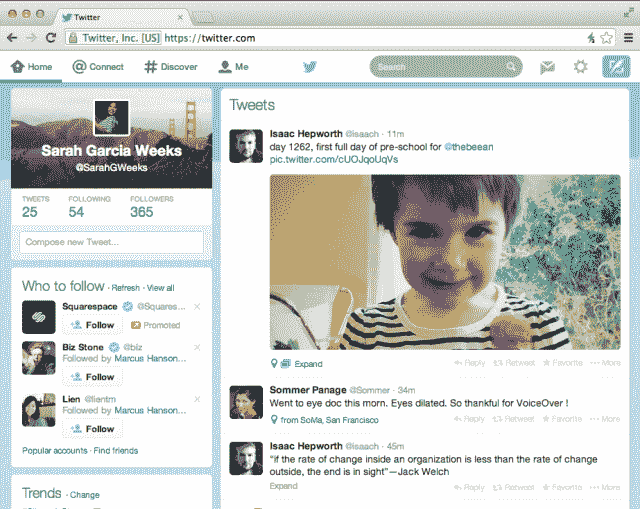 Twitter
Twitter, Inc. [US] https://twitter.com
Home
Connect
Discover
Me
Search
Sarah Garcia Weeks
@SarahGWeeks
TWEETS
25
FOLLOWING
54
FOLLOWERS
365
Compose new Tweet...
Who to follow · Refresh · View all
Squarespace @Squares...
Follow
Promoted
Biz Stone @biz
Followed by Marcus Hanson...
Follow
Lien @lientm
Followed by Marcus Hanson...
Follow
Popular accounts · Find friends
Trends · Change
Tweets
Isaac Hepworth @isaach · 11m
day 1262, first full day of pre-school for @thebeean
pic.twitter.com/cUOJqoUqVs
Expand
Reply Retweet Favorite More
Sommer Panage @Sommer · 34m
Went to eye doc this morn. Eyes dilated. So thankful for VoiceOver !
from SoMa, San Francisco
Reply Retweet Favorite More
Isaac Hepworth @isaach · 45m
"if the rate of change inside an organization is less than the rate of change
outside, the end is in sight"—Jack Welch
Expand
Reply Retweet Favorite More